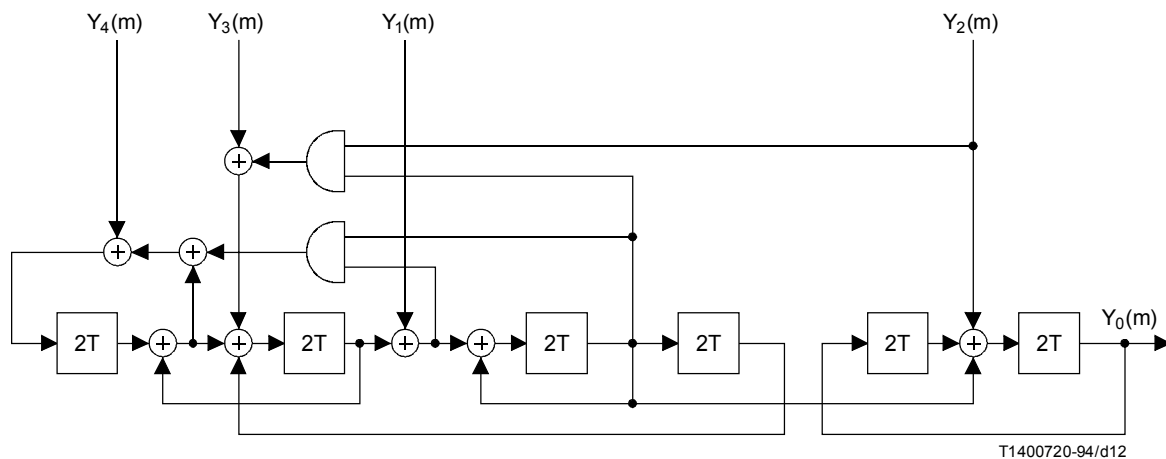 Y₄(m) Y₃(m) Y₁(m) Y₂(m)
2T 2T 2T 2T 2T 2T Y₀(m)
T1400720-94/d12